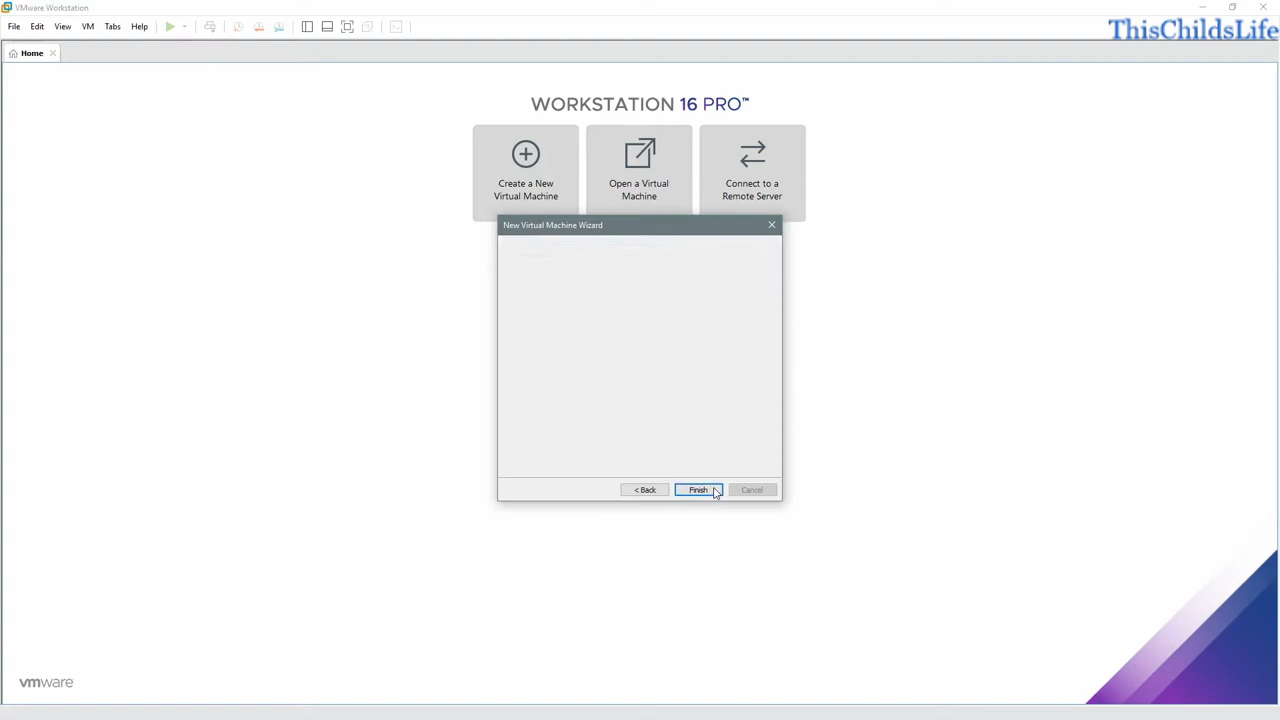 VMware Workstation
File Edit View VM Tabs Help
ThisChildsLife
Home
WORKSTATION 16 PRO™
Create a New
Virtual Machine
Open a Virtual
Machine
Connect to a
Remote Server
New Virtual Machine Wizard
< Back Finish Cancel
vmware